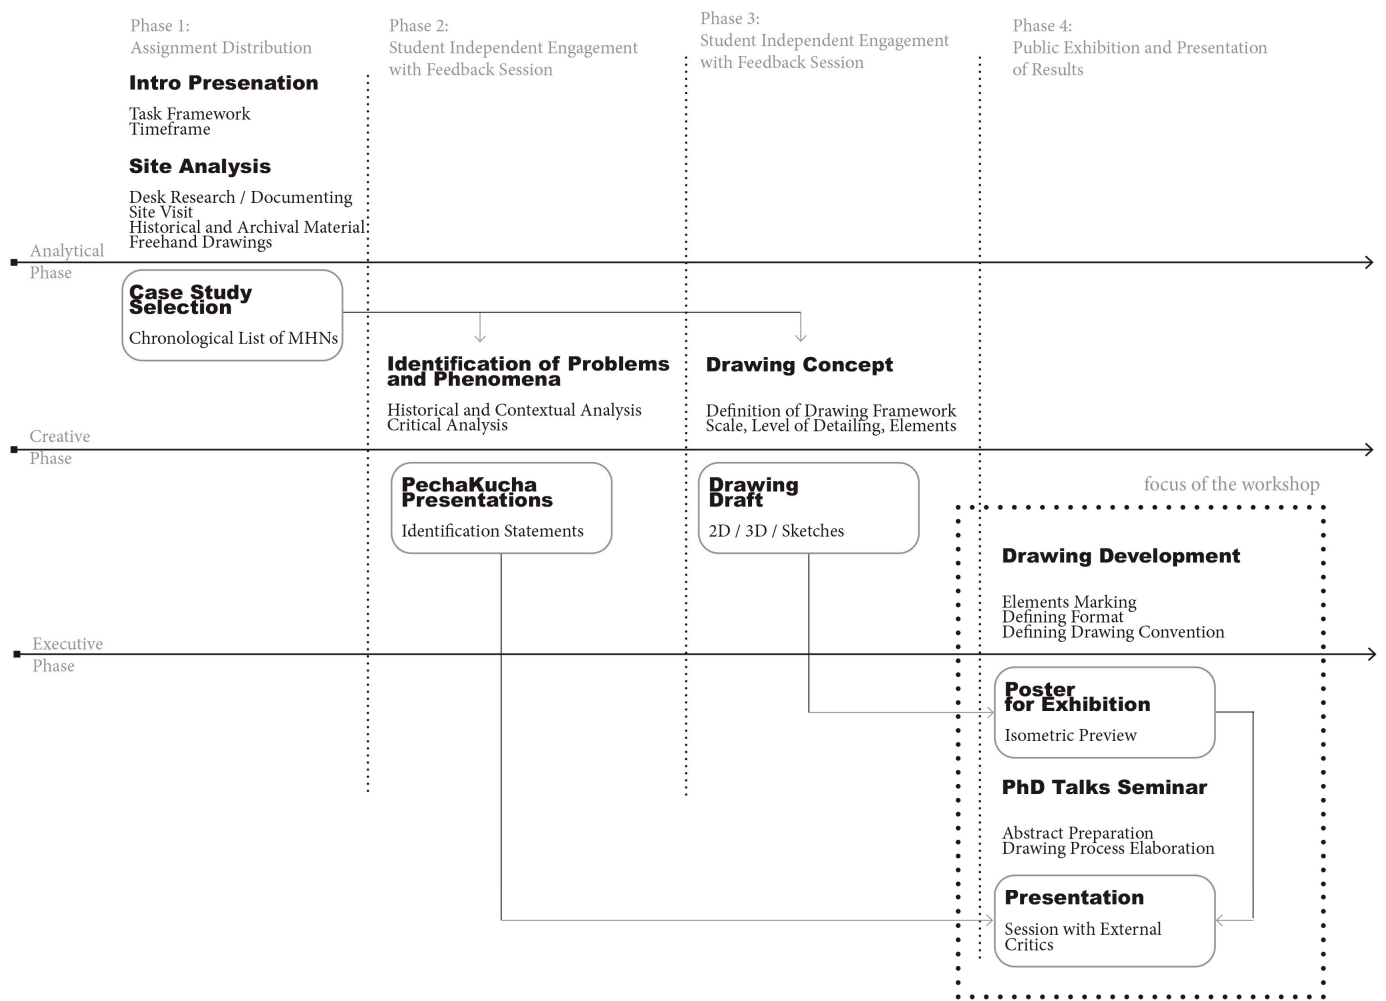 Phase 1:
Assignment Distribution
Phase 2:
Student Independent Engagement
with Feedback Session
Phase 3:
Student Independent Engagement
with Feedback Session
Phase 4:
Public Exhibition and Presentation
of Results
Intro Presenation
Task Framework
Timeframe
Site Analysis
Desk Research / Documenting
Site Visit
Historical and Archival Material
Freehand Drawings
Analytical
Phase
Case Study
Selection
Chronological List of MHNs
Identification of Problems
and Phenomena
Historical and Contextual Analysis
Critical Analysis
Drawing Concept
Definition of Drawing Framework
Scale, Level of Detailing, Elements
Creative
Phase
PechaKucha
Presentations
Identification Statements
Drawing
Draft
2D / 3D / Sketches
focus of the workshop
Drawing Development
Elements Marking
Defining Format
Defining Drawing Convention
Executive
Phase
Poster
for Exhibition
Isometric Preview
PhD Talks Seminar
Abstract Preparation
Drawing Process Elaboration
Presentation
Session with External
Critics